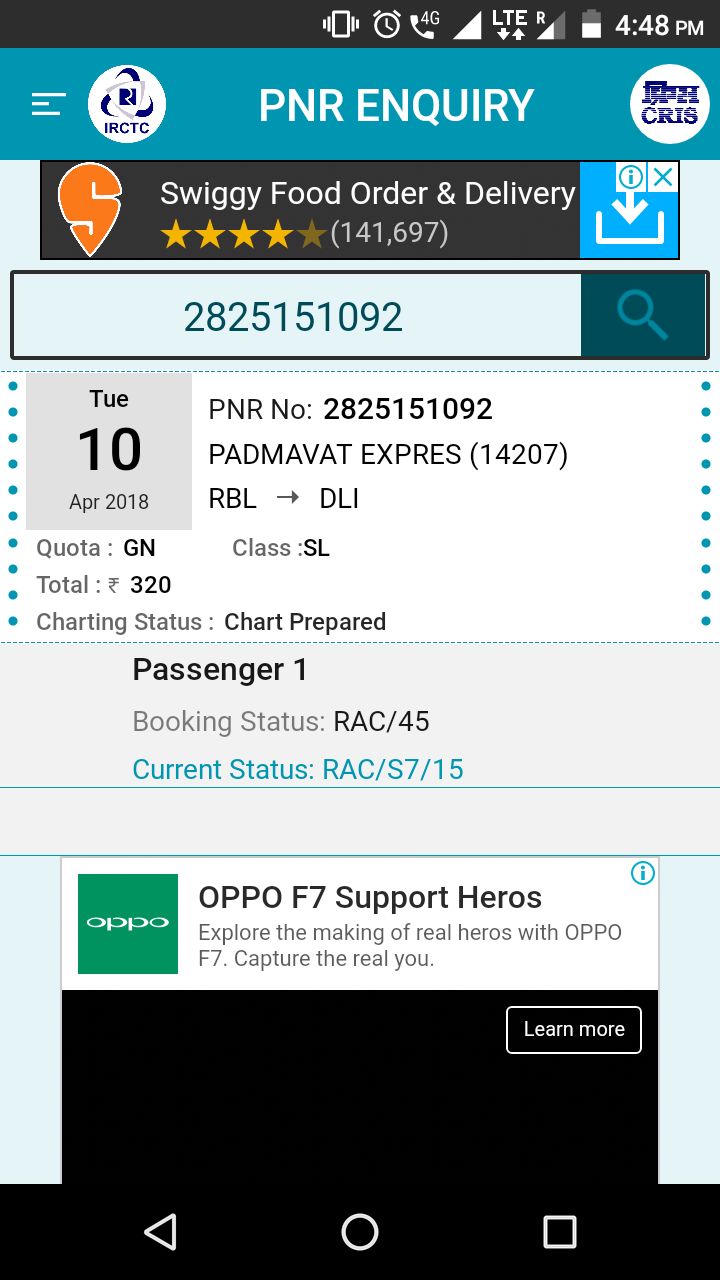 4G LTE R 4:48 PM
IRCTC PNR ENQUIRY CRIS
Swiggy Food Order & Delivery
(141,697)
2825151092
Tue
10
Apr 2018
PNR No: 2825151092
PADMAVAT EXPRES (14207)
RBL → DLI
Quota : GN Class :SL
Total : ₹ 320
Charting Status : Chart Prepared
Passenger 1
Booking Status: RAC/45
Current Status: RAC/S7/15
oppo
OPPO F7 Support Heros
Explore the making of real heros with OPPO
F7. Capture the real you.
Learn more